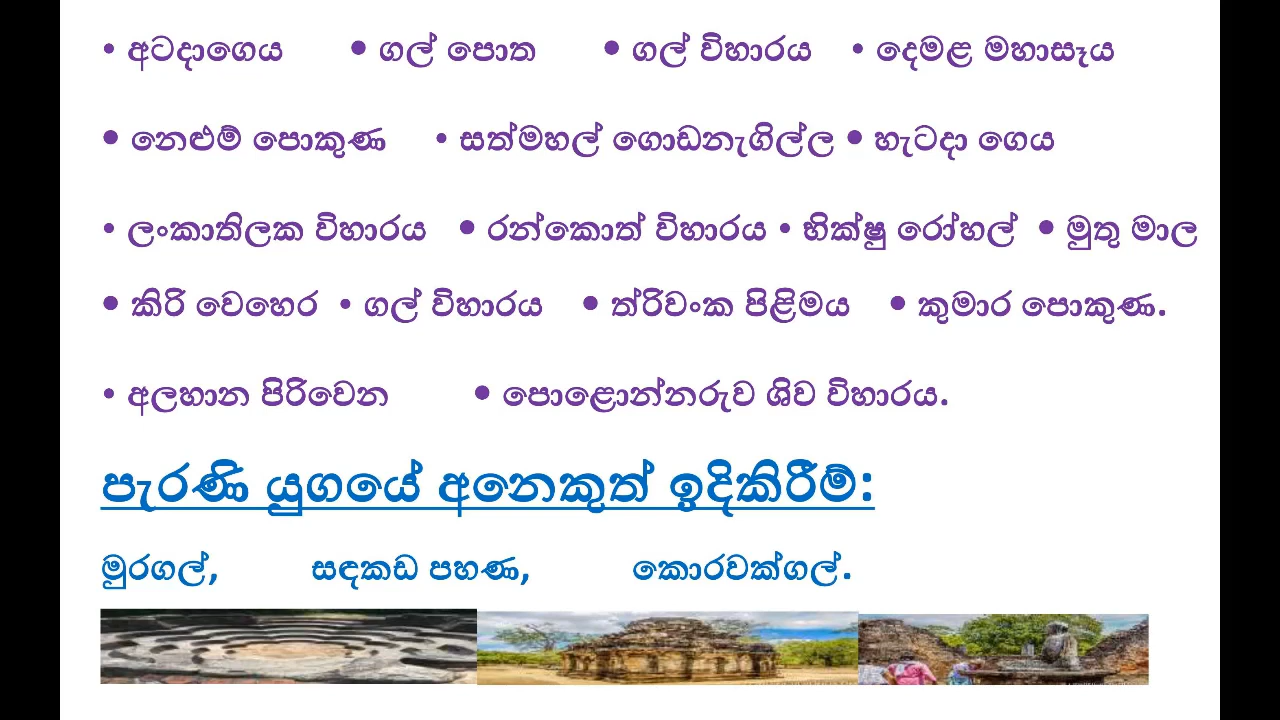 • අටදාගෙය • ගල් පොත • ගල් විහාරය • දෙමළ මහාසෑය
• නෙළුම් පොකුණ • සත්මහල් ගොඩනැගිල්ල • හැටදා ගෙය
• ලංකාතිලක විහාරය • රන්කොත් විහාරය • භික්ෂු රෝහල් • මුතු මාල
• කිරි වෙහෙර • ගල් විහාරය • ත්රිවංක පිළිමය • කුමාර පොකුණ.
• අලහාන පිරිවෙන • පොළොන්නරුව ශිව විහාරය.
පැරණි යුගයේ අනෙකුත් ඉදිකිරීම්:
මුරගල්, සඳකඩ පහණ, කොරවක්ගල්.